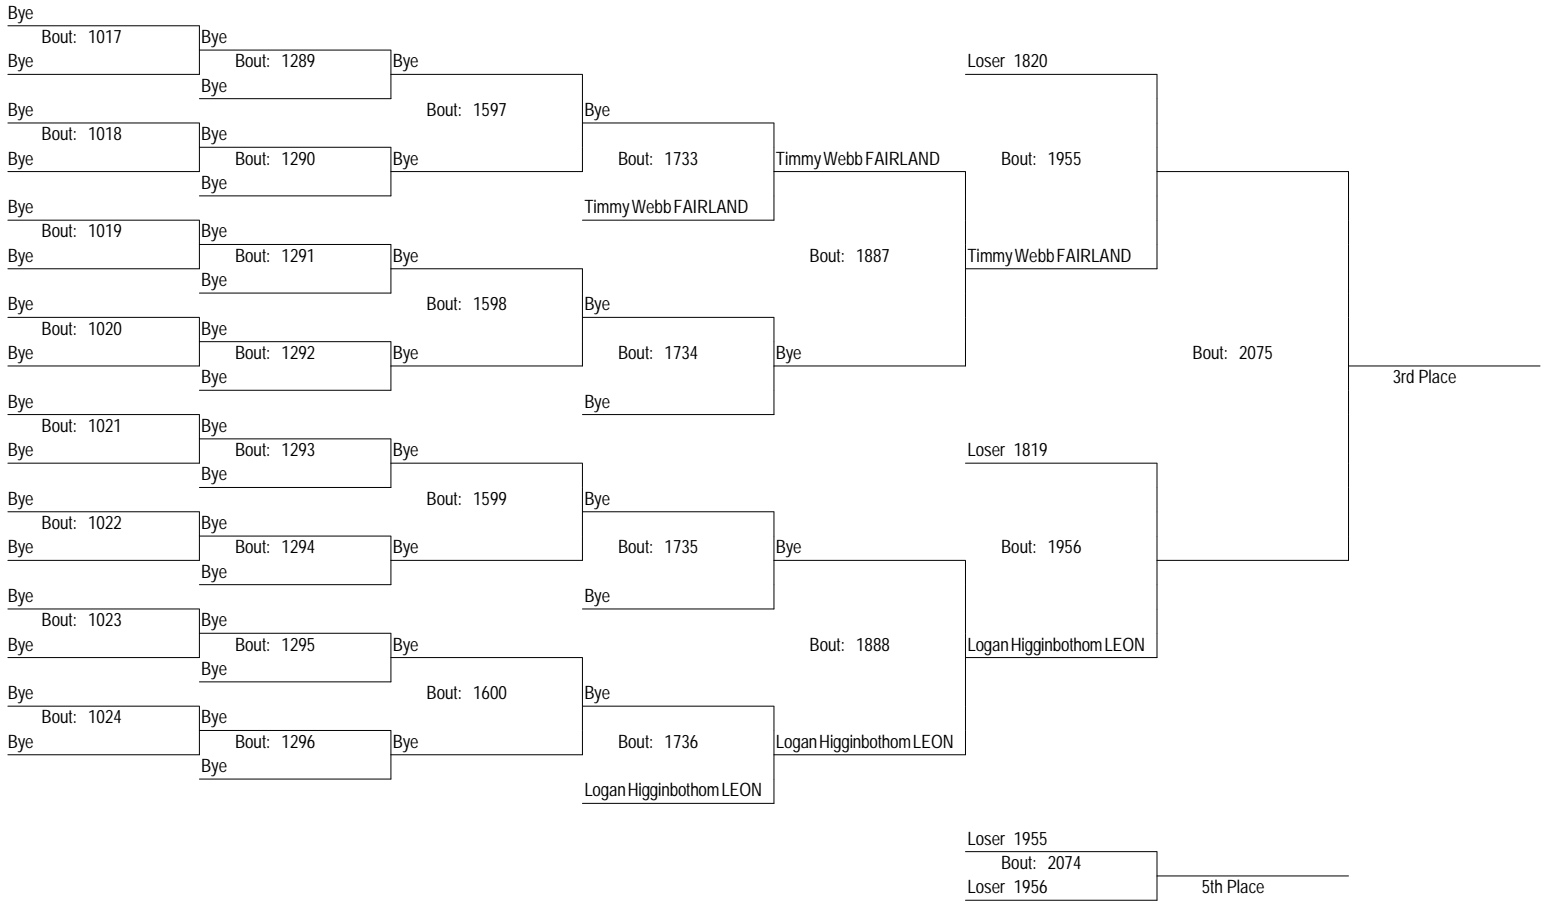 Bye
Bout: 1017 Bye
Bye Bout: 1289 Bye Loser 1820
Bye
Bye Bout: 1597 Bye
Bout: 1018 Bye
Bye Bout: 1290 Bye Bout: 1733 Timmy Webb FAIRLAND Bout: 1955
Bye
Bye Timmy Webb FAIRLAND
Bout: 1019 Bye
Bye Bout: 1291 Bye Bout: 1887 Timmy Webb FAIRLAND
Bye
Bye Bout: 1598 Bye
Bout: 1020 Bye
Bye Bout: 1292 Bye Bout: 1734 Bye Bout: 2075
Bye 3rd Place
Bye Bye
Bout: 1021 Bye
Bye Bout: 1293 Bye Loser 1819
Bye
Bye Bout: 1599 Bye
Bout: 1022 Bye
Bye Bout: 1294 Bye Bout: 1735 Bye Bout: 1956
Bye
Bye Bye
Bout: 1023 Bye
Bye Bout: 1295 Bye Bout: 1888 Logan Higginbothom LEON
Bye
Bye Bout: 1600 Bye
Bout: 1024 Bye
Bye Bout: 1296 Bye Bout: 1736 Logan Higginbothom LEON
Bye
Logan Higginbothom LEON
Loser 1955
Bout: 2074
Loser 1956 5th Place